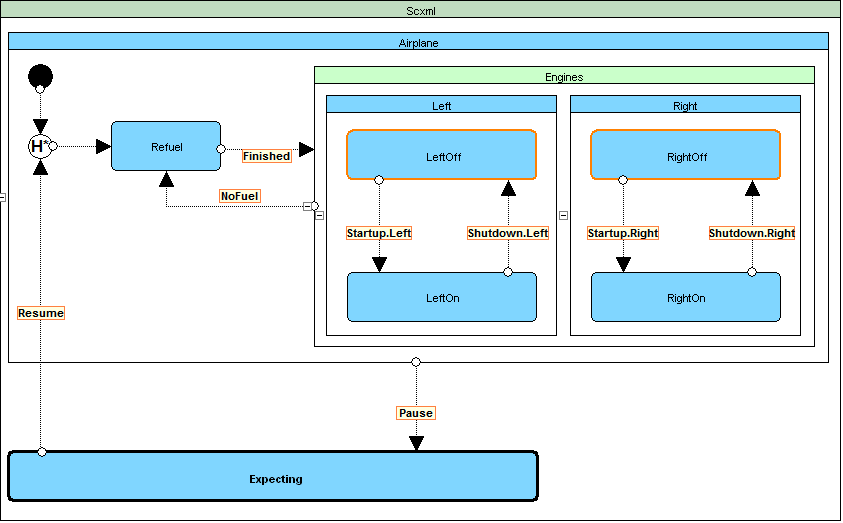 Scxml
Airplane
Engines
Left
Right
H*
Refuel
Finished
LeftOff
RightOff
NoFuel
Startup.Left
Shutdown.Left
Startup.Right
Shutdown.Right
LeftOn
RightOn
Resume
Pause
Expecting